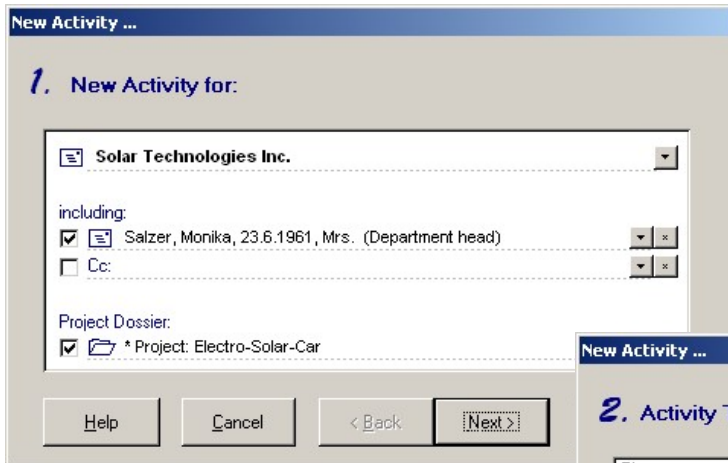 New Activity ...
1. New Activity for:
Solar Technologies Inc.
including:
Salzer, Monika, 23.6.1961, Mrs. (Department head)
Cc:
Project Dossier:
* Project: Electro-Solar-Car
Help Cancel < Back Next >
New Activity ...
2. Activity